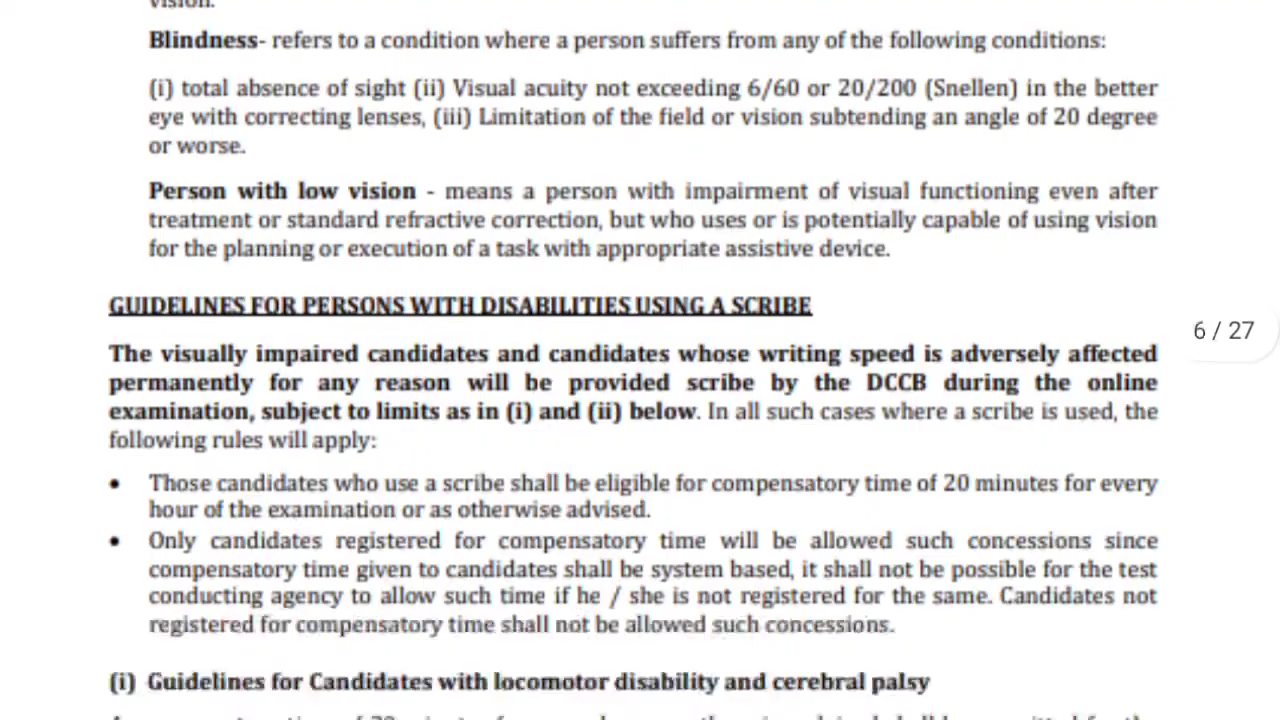 vision.
Blindness- refers to a condition where a person suffers from any of the following conditions:
(i) total absence of sight (ii) Visual acuity not exceeding 6/60 or 20/200 (Snellen) in the better
eye with correcting lenses, (iii) Limitation of the field or vision subtending an angle of 20 degree
or worse.
Person with low vision - means a person with impairment of visual functioning even after
treatment or standard refractive correction, but who uses or is potentially capable of using vision
for the planning or execution of a task with appropriate assistive device.
GUIDELINES FOR PERSONS WITH DISABILITIES USING A SCRIBE
6 / 27
The visually impaired candidates and candidates whose writing speed is adversely affected
permanently for any reason will be provided scribe by the DCCB during the online
examination, subject to limits as in (i) and (ii) below. In all such cases where a scribe is used, the
following rules will apply:
• Those candidates who use a scribe shall be eligible for compensatory time of 20 minutes for every
hour of the examination or as otherwise advised.
• Only candidates registered for compensatory time will be allowed such concessions since
compensatory time given to candidates shall be system based, it shall not be possible for the test
conducting agency to allow such time if he / she is not registered for the same. Candidates not
registered for compensatory time shall not be allowed such concessions.
(i) Guidelines for Candidates with locomotor disability and cerebral palsy